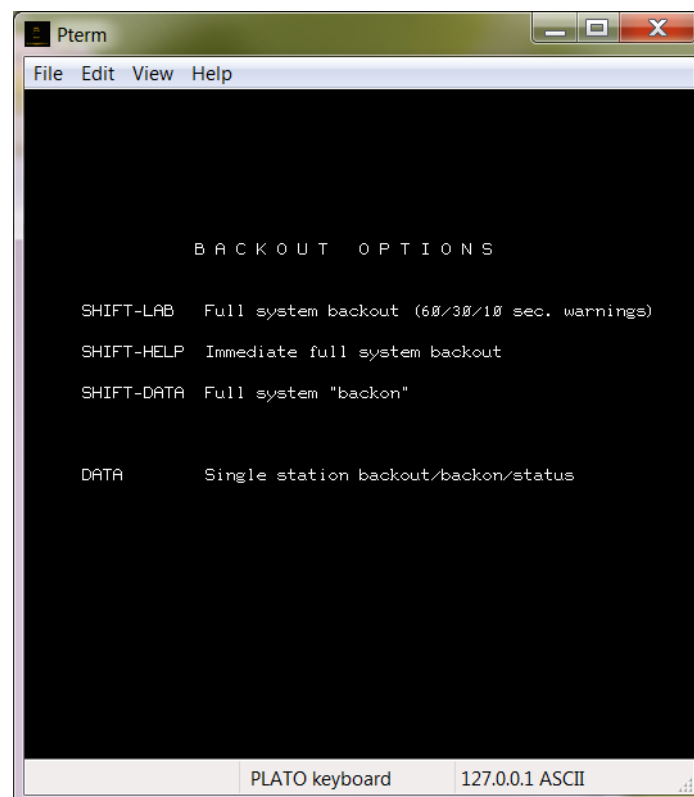 Pterm
File Edit View Help
BACKOUT OPTIONS
SHIFT-LAB Full system backout (60/30/10 sec. warnings)
SHIFT-HELP Immediate full system backout
SHIFT-DATA Full system "backon"
DATA Single station backout/backon/status
PLATO keyboard 127.0.0.1 ASCII